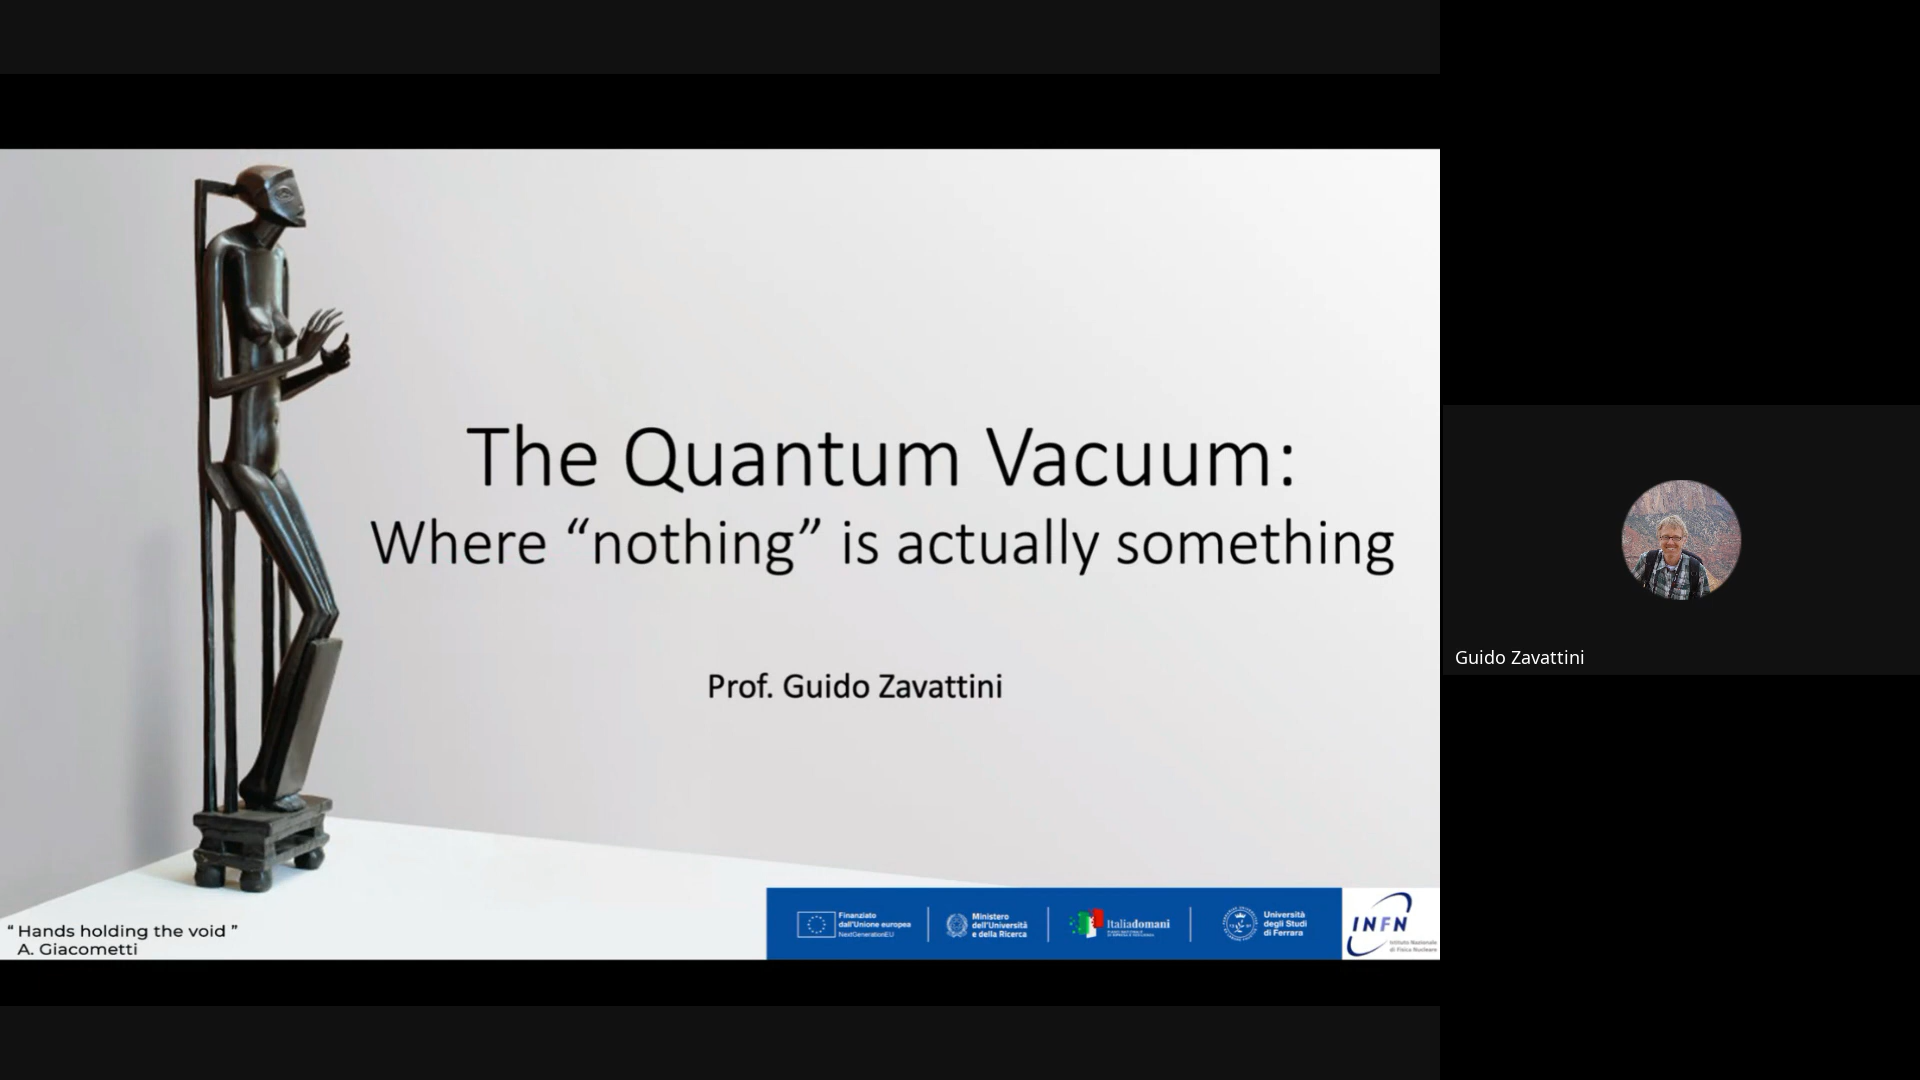 The Quantum Vacuum:
Where “nothing” is actually something
Prof. Guido Zavattini
“ Hands holding the void ”
A. Giacometti
Finanziato
dall'Unione europea
NextGenerationEU
Ministero
dell'Università
e della Ricerca
Italiadomani
Università
degli Studi
di Ferrara
INFN
Istituto Nazionale
di Fisica Nucleare
Guido Zavattini